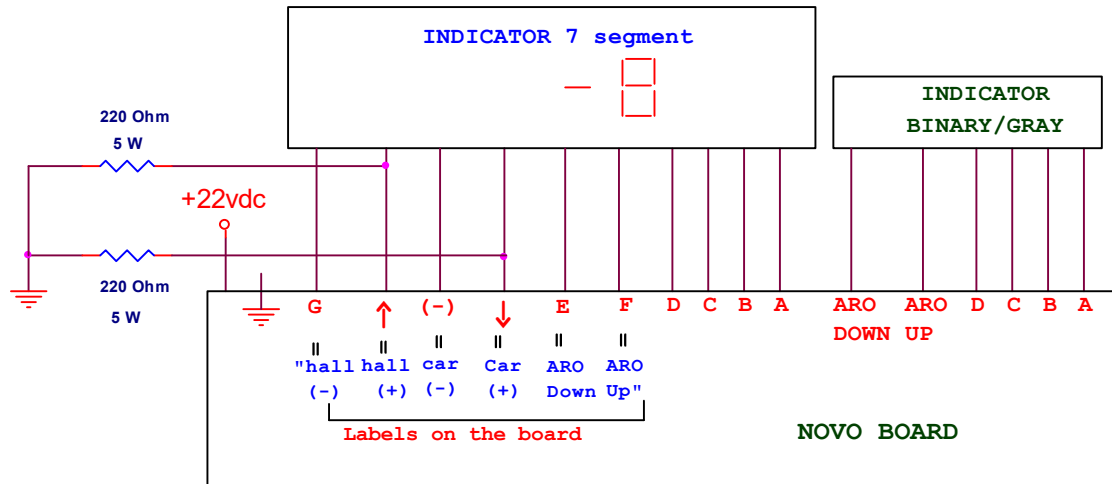 INDICATOR 7 segment
INDICATOR
BINARY/GRAY
220 Ohm
5 W
+22vdc
220 Ohm
5 W
G ↑ (-) ↓ E F D C B A ARO ARO D C B A
DOWN UP
"hall hall car Car ARO ARO
(-) (+) (-) (+) Down Up"
Labels on the board
NOVO BOARD